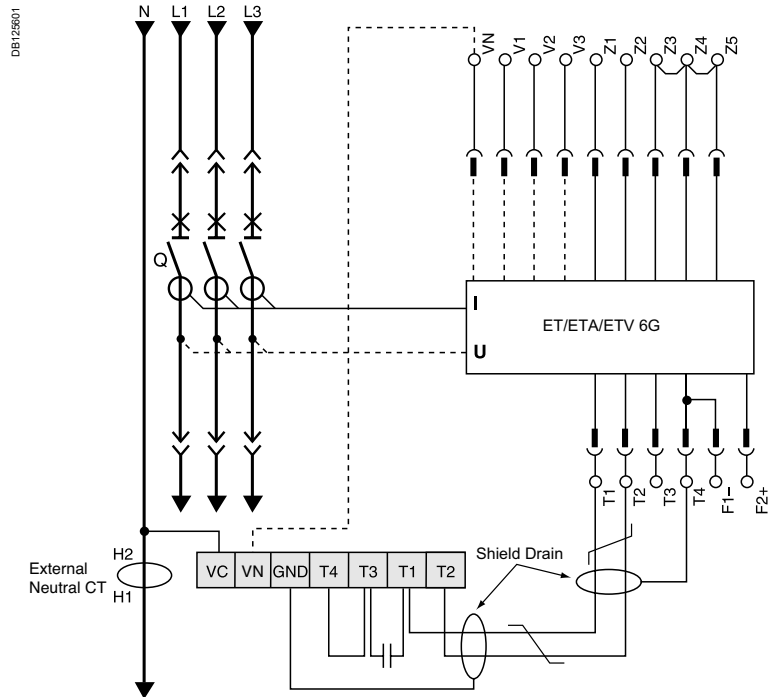 DB125601
N L1 L2 L3
VN V1 V2 V3 Z1 Z2 Z3 Z4 Z5
Q
I
ET/ETA/ETV 6G
U
T1 T2 T3 T4 F1- F2+
H2
External
Neutral CT
H1
VC VN GND T4 T3 T1 T2
Shield Drain